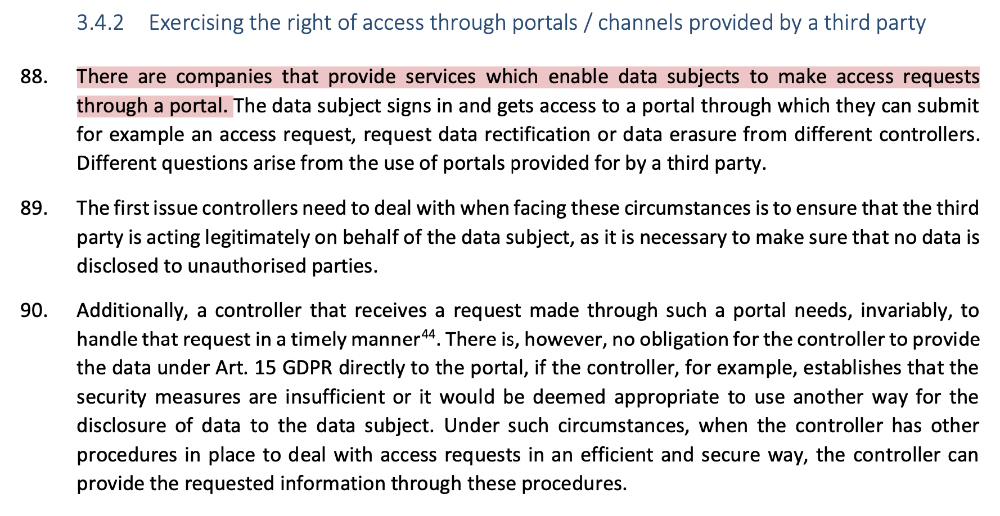 3.4.2 Exercising the right of access through portals / channels provided by a third party
88. There are companies that provide services which enable data subjects to make access requests
through a portal. The data subject signs in and gets access to a portal through which they can submit
for example an access request, request data rectification or data erasure from different controllers.
Different questions arise from the use of portals provided for by a third party.
89. The first issue controllers need to deal with when facing these circumstances is to ensure that the third
party is acting legitimately on behalf of the data subject, as it is necessary to make sure that no data is
disclosed to unauthorised parties.
90. Additionally, a controller that receives a request made through such a portal needs, invariably, to
handle that request in a timely manner44. There is, however, no obligation for the controller to provide
the data under Art. 15 GDPR directly to the portal, if the controller, for example, establishes that the
security measures are insufficient or it would be deemed appropriate to use another way for the
disclosure of data to the data subject. Under such circumstances, when the controller has other
procedures in place to deal with access requests in an efficient and secure way, the controller can
provide the requested information through these procedures.